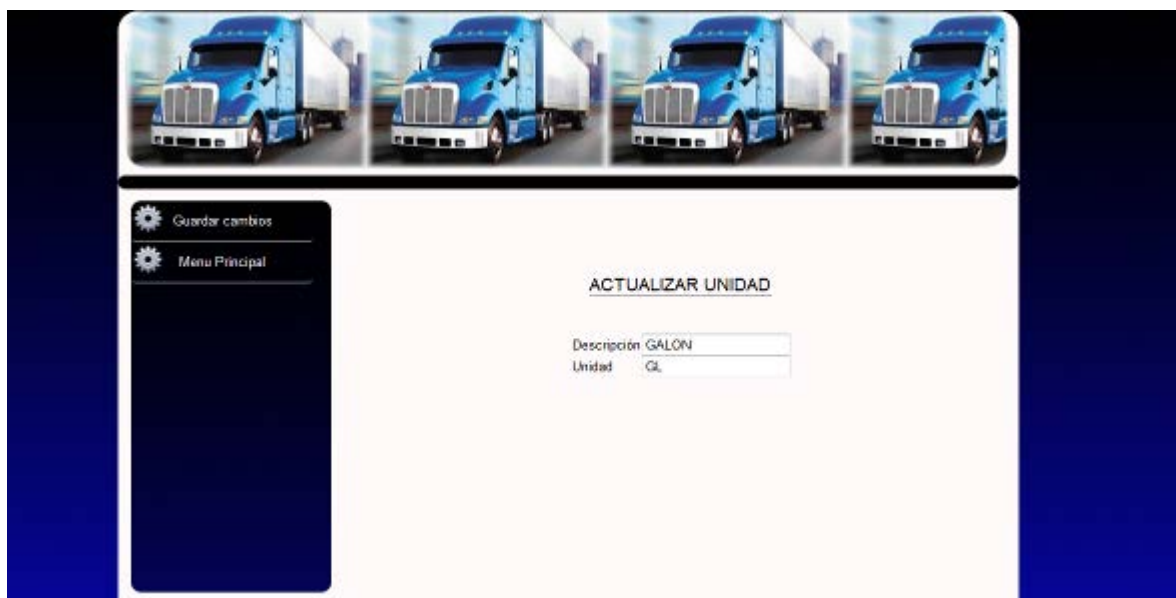 Guardar cambios
Menu Principal
ACTUALIZAR UNIDAD
Descripción GALON
Unidad GL